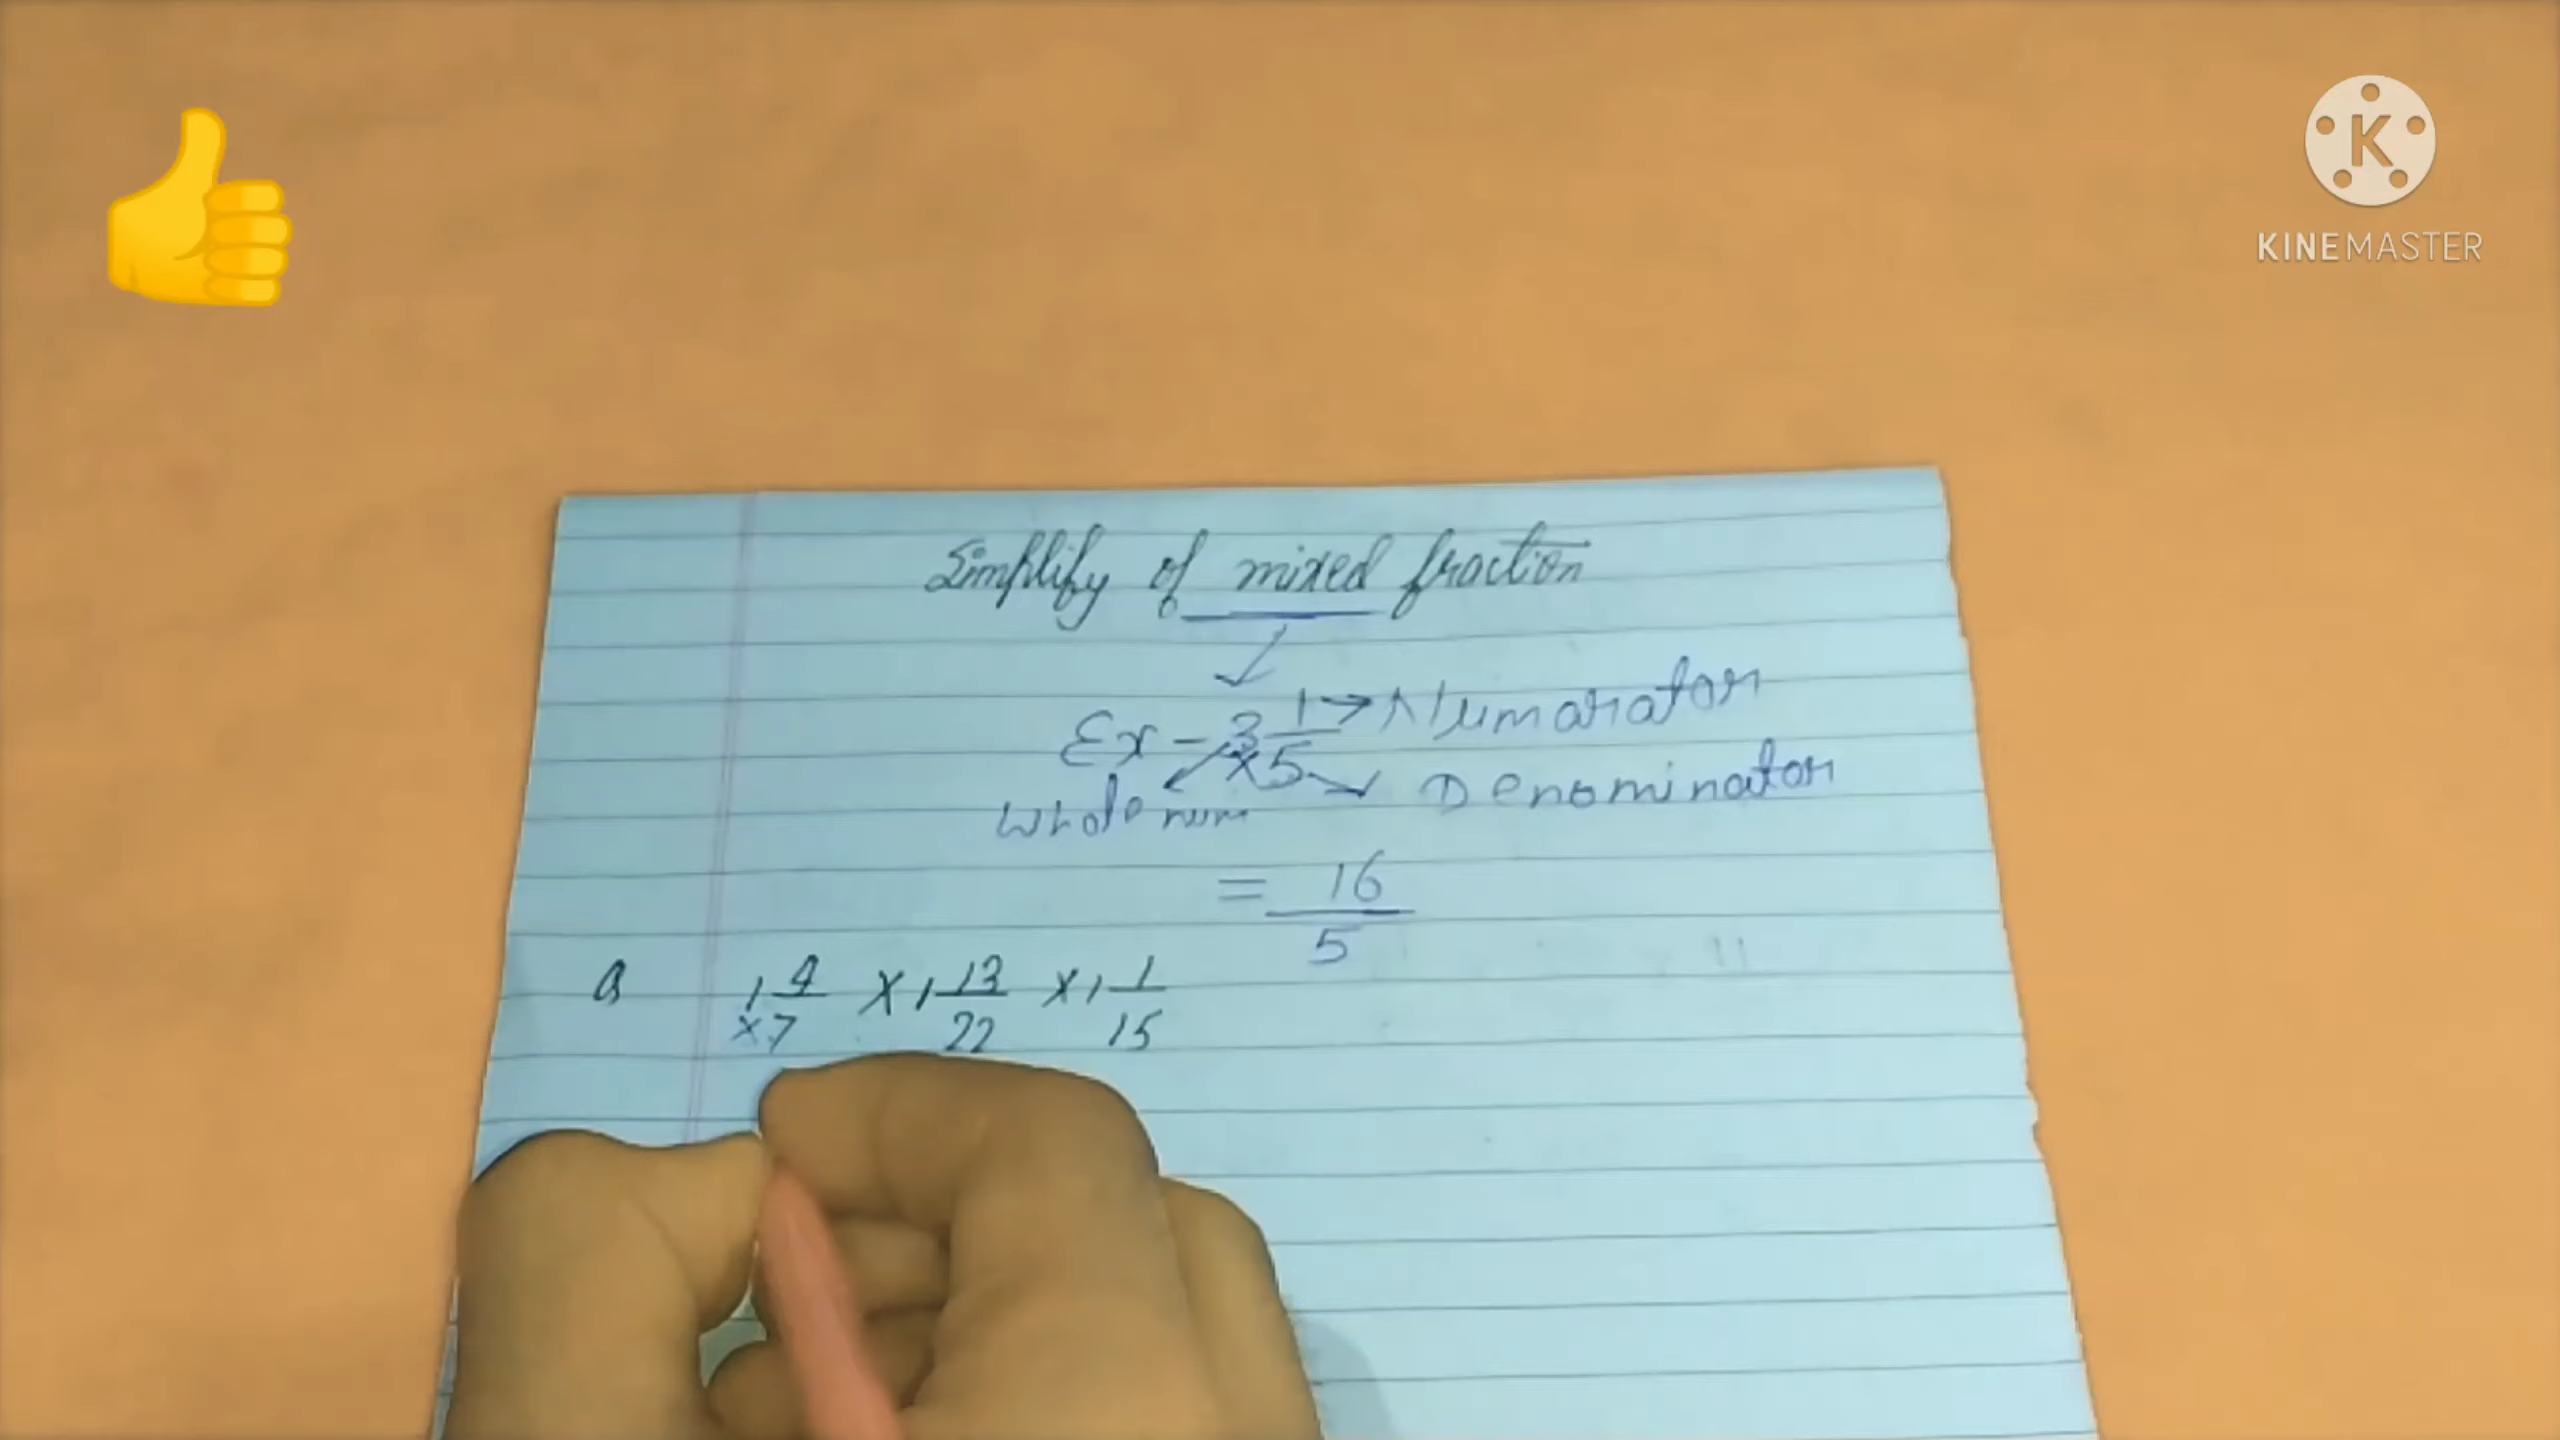 K
KINEMASTER
Simplify of mixed fraction
Ex - 3 1/5 → Numarator
× → Denominator
whole num
= 16/5
Q 1 4/7 × 1 13/22 × 1 1/15
×